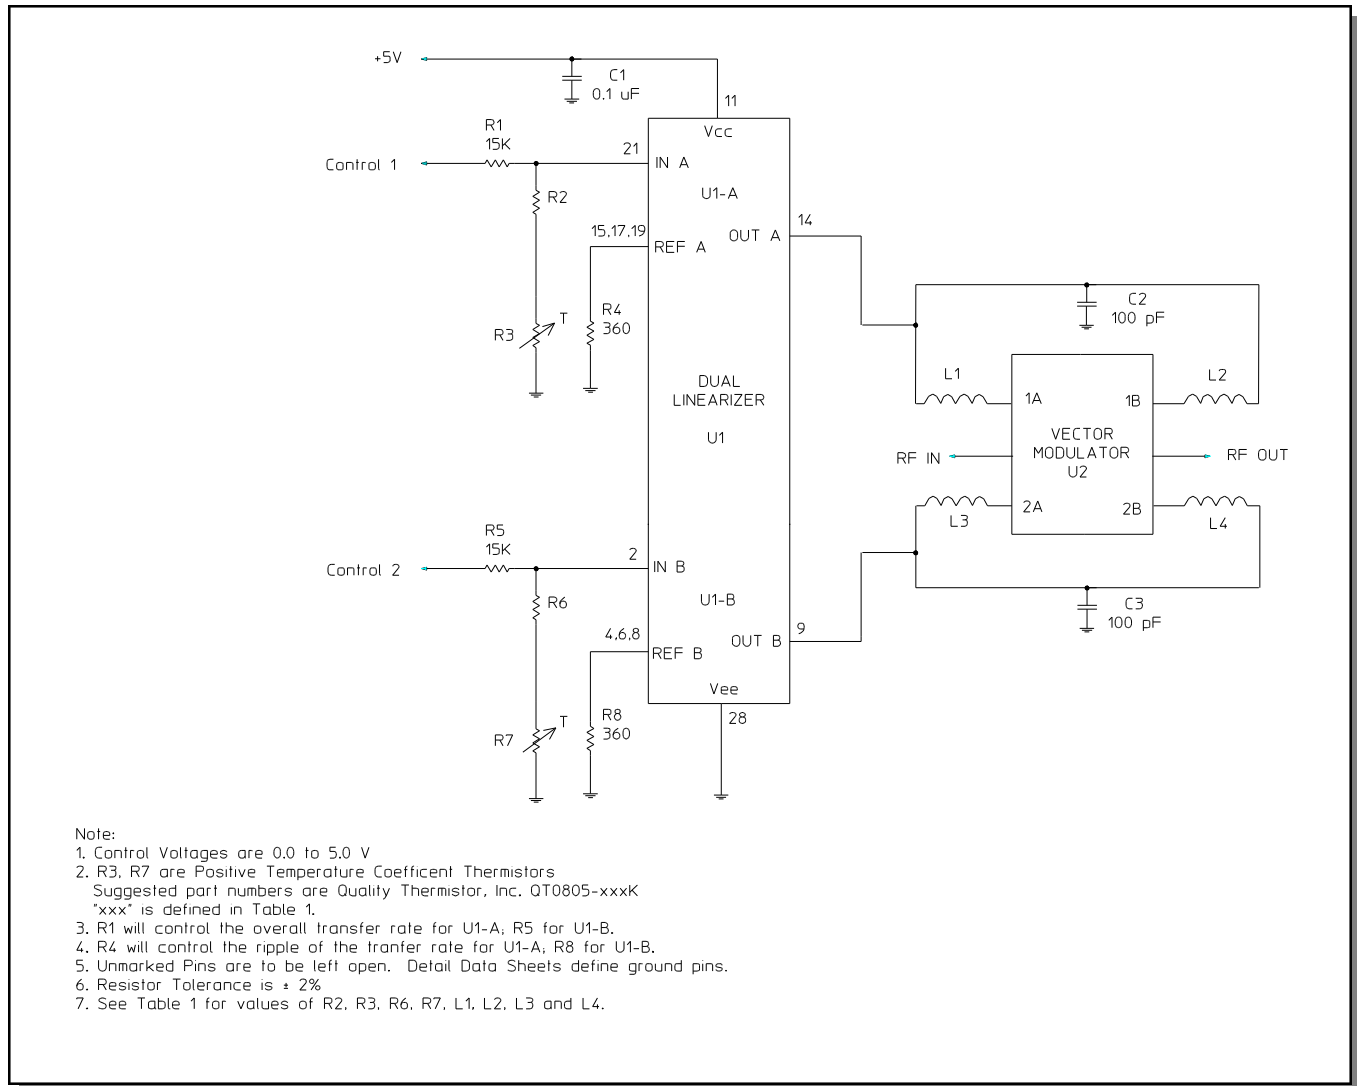 +5V
C1
0.1 uF
11
Vcc
R1
15K
21
Control 1
IN A
U1-A
R2
15,17,19
REF A
OUT A
14
R4
360
R3
T
C2
100 pF
DUAL
LINEARIZER
U1
L1
L2
1A
1B
VECTOR
MODULATOR
U2
RF IN
RF OUT
2A
2B
L3
L4
R5
15K
2
Control 2
IN B
U1-B
R6
4,6,8
REF B
OUT B
9
C3
100 pF
Vee
28
R8
360
R7
T
Note:
1. Control Voltages are 0.0 to 5.0 V
2. R3, R7 are Positive Temperature Coefficent Thermistors
Suggested part numbers are Quality Thermistor, Inc. QT0805-xxxK
"xxx" is defined in Table 1.
3. R1 will control the overall transfer rate for U1-A; R5 for U1-B.
4. R4 will control the ripple of the tranfer rate for U1-A; R8 for U1-B.
5. Unmarked Pins are to be left open. Detail Data Sheets define ground pins.
6. Resistor Tolerance is ± 2%
7. See Table 1 for values of R2, R3, R6, R7, L1, L2, L3 and L4.